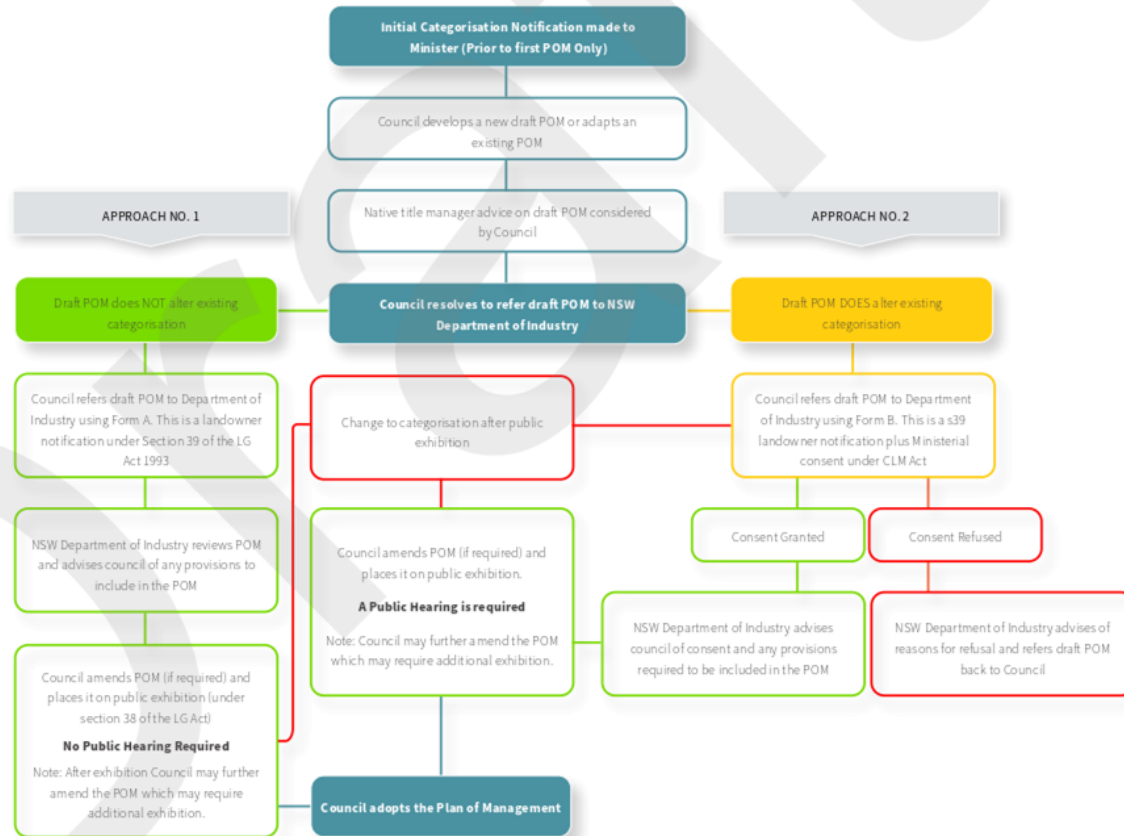 Initial Categorisation Notification made to
Minister (Prior to first POM Only)
Council develops a new draft POM or adapts an
existing POM
Native title manager advice on draft POM considered
by Council
APPROACH NO. 1
APPROACH NO. 2
Draft POM does NOT alter existing
categorisation
Council resolves to refer draft POM to NSW
Department of Industry
Draft POM DOES alter existing
categorisation
Council refers draft POM to Department of
Industry using Form A. This is a landowner
notification under Section 39 of the LG
Act 1993
Change to categorisation after public
exhibition
Council refers draft POM to Department
of Industry using Form B. This is a s39
landowner notification plus Ministerial
consent under CLM Act
NSW Department of Industry reviews POM
and advises council of any provisions to
include in the POM
Council amends POM (if required) and
places it on public exhibition.
A Public Hearing is required
Note: Council may further amend the POM
which may require additional exhibition.
Consent Granted
Consent Refused
NSW Department of Industry advises
council of consent and any provisions
required to be included in the POM
NSW Department of Industry advises of
reasons for refusal and refers draft POM
back to Council
Council amends POM (if required) and
places it on public exhibition (under
section 38 of the LG Act)
No Public Hearing Required
Note: After exhibition Council may further
amend the POM which may require
additional exhibition.
Council adopts the Plan of Management